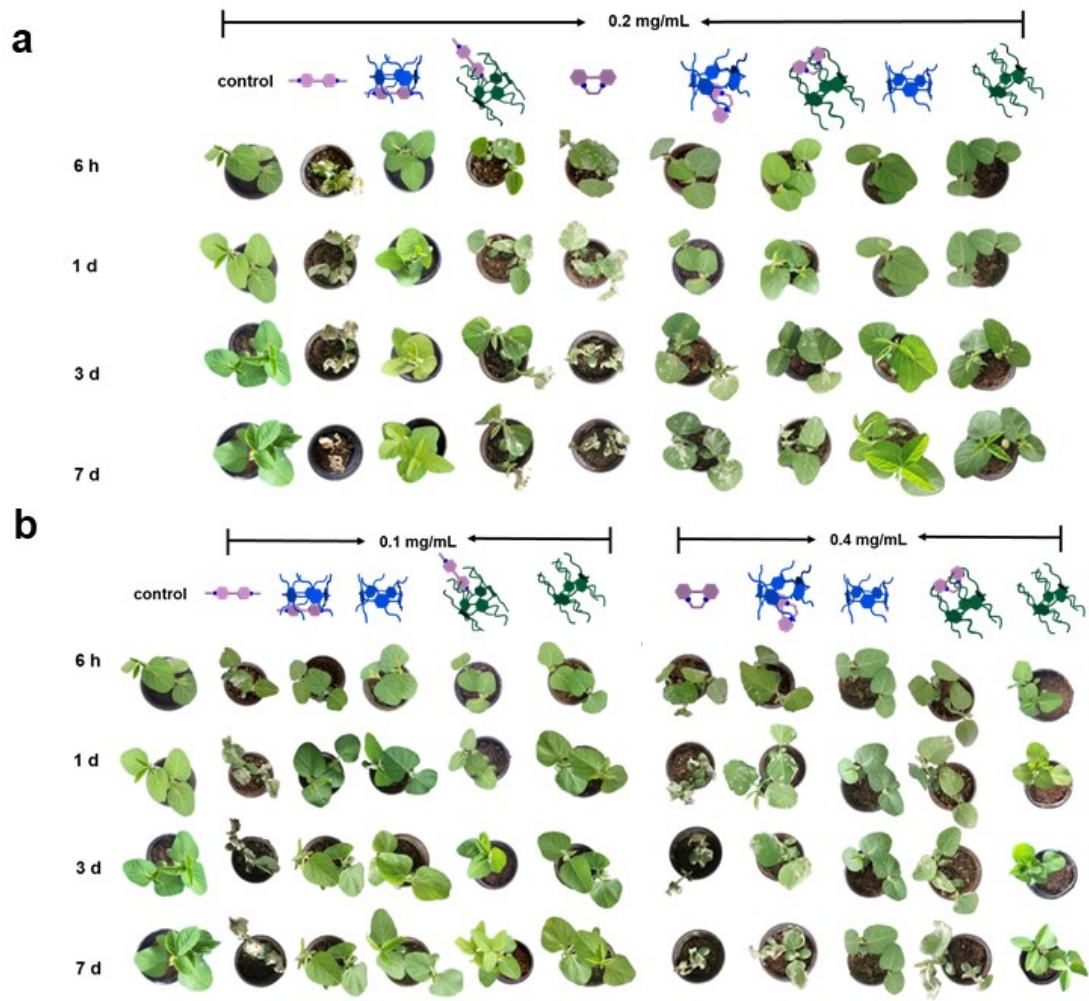 a
0.2 mg/mL
control
6 h
1 d
3 d
7 d
b
0.1 mg/mL
0.4 mg/mL
control
6 h
1 d
3 d
7 d